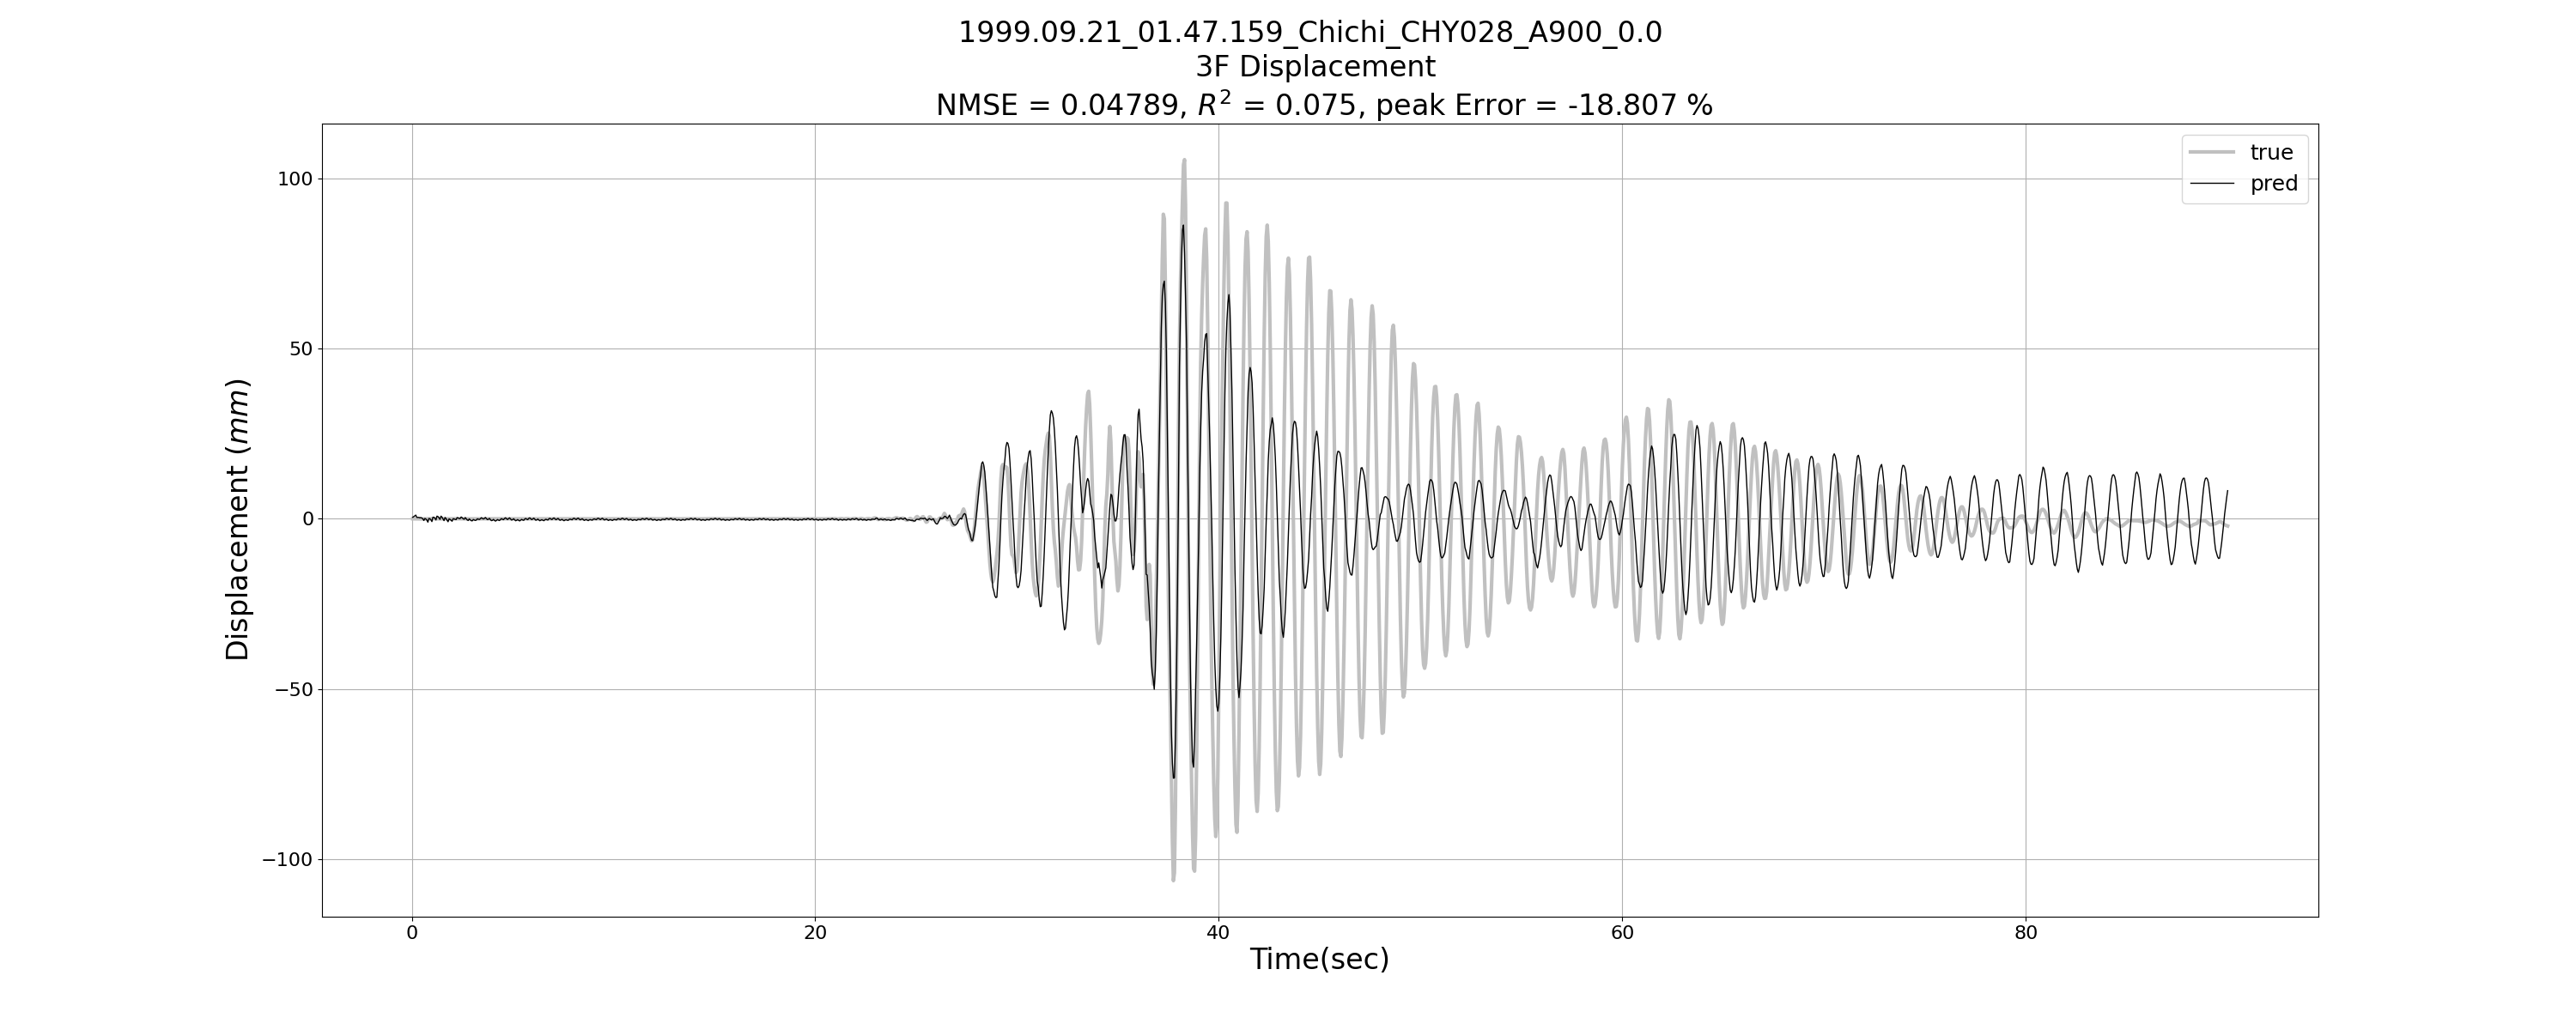 1999.09.21_01.47.159_Chichi_CHY028_A900_0.0
3F Displacement
NMSE = 0.04789, R² = 0.075, peak Error = -18.807 %
true
pred
100
50
0
−50
−100
Displacement (mm)
0 20 40 60 80
Time(sec)